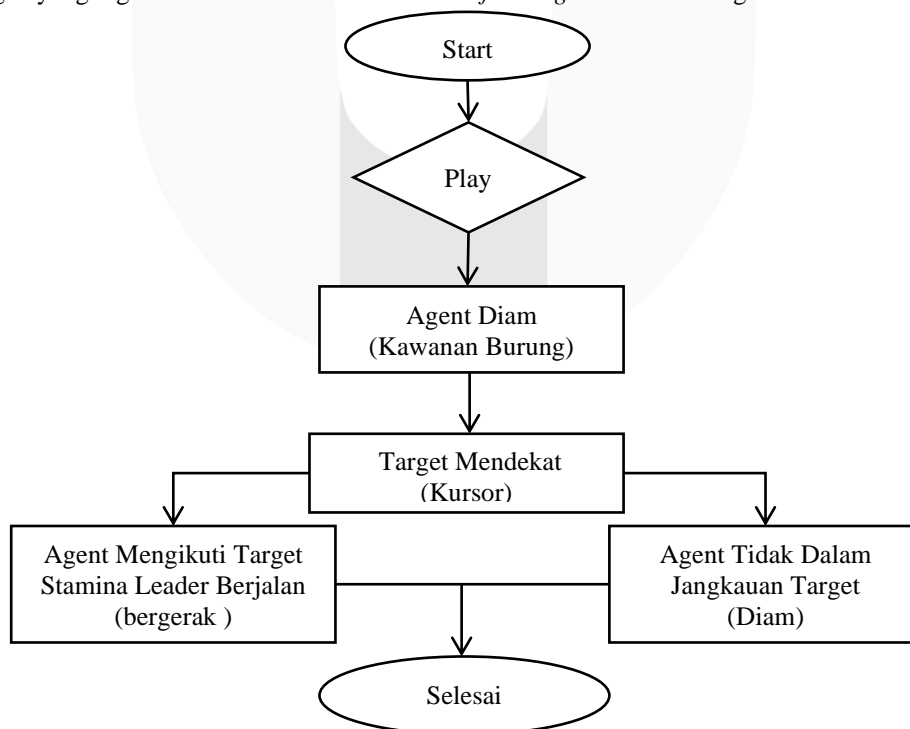 Start
Play
Agent Diam
(Kawanan Burung)
Target Mendekat
(Kursor)
Agent Mengikuti Target
Stamina Leader Berjalan
(bergerak )
Agent Tidak Dalam
Jangkauan Target
(Diam)
Selesai